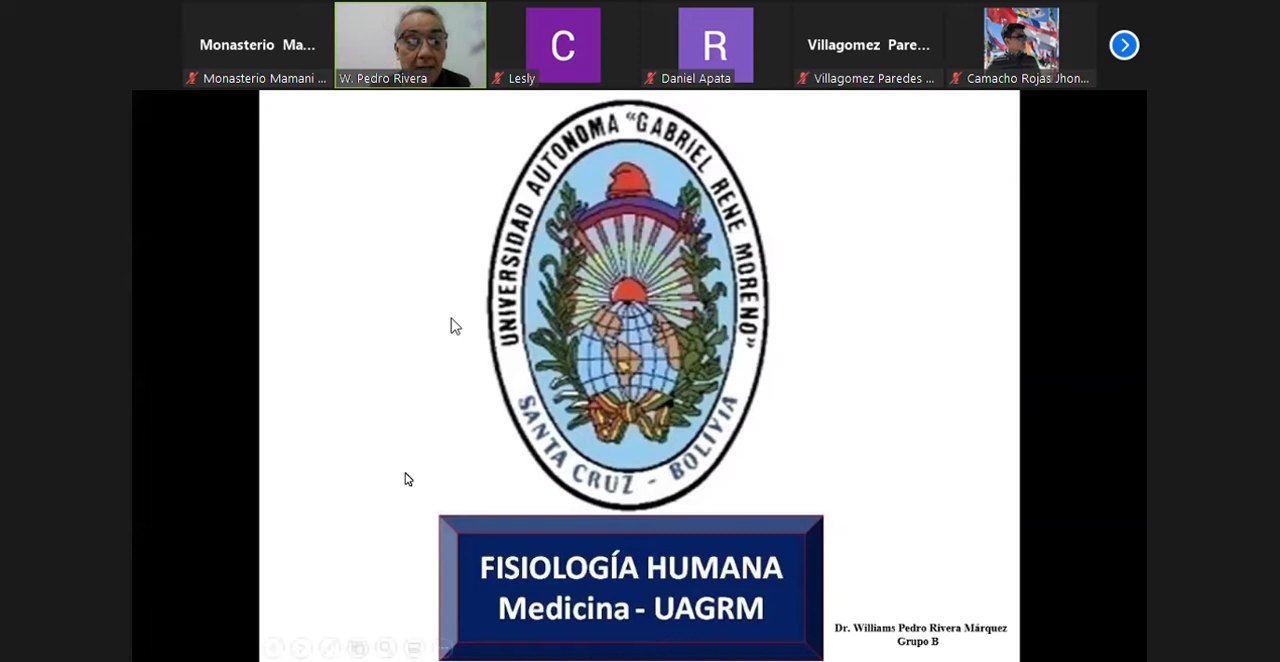 Monasterio Ma...
Monasterio Mamani ...
W. Pedro Rivera
C
Lesly
R
Daniel Apata
Villagomez Pare...
Villagomez Paredes ...
Camacho Rojas Jhon...
UNIVERSIDAD AUTONOMA "GABRIEL RENE MORENO"
SANTA CRUZ - BOLIVIA
FISIOLOGÍA HUMANA
Medicina - UAGRM
Dr. Williams Pedro Rivera Márquez
Grupo B